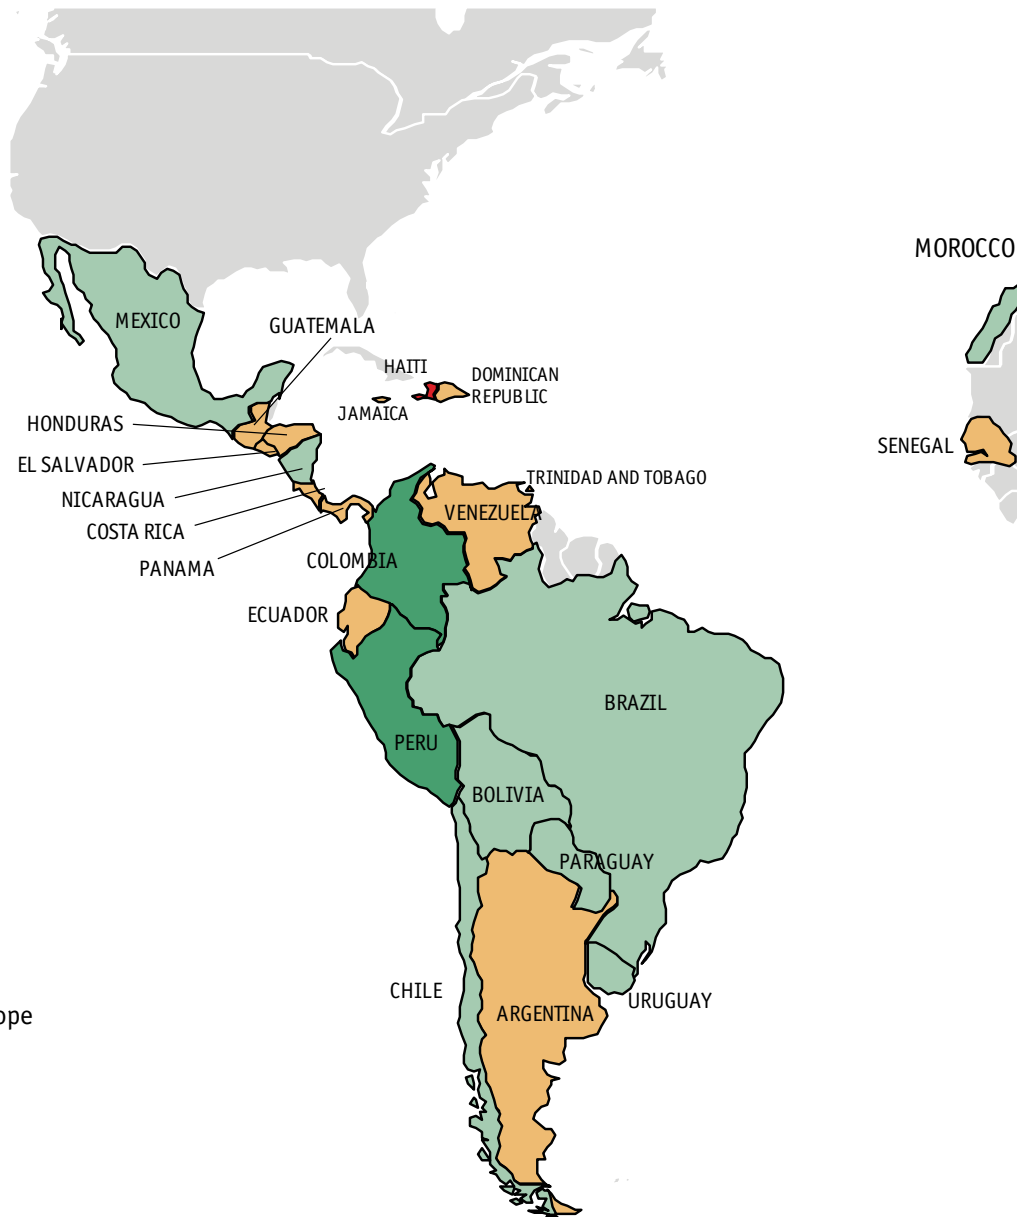 MOROCCO
MEXICO
GUATEMALA
HAITI
DOMINICAN
REPUBLIC
JAMAICA
HONDURAS
SENEGAL
EL SALVADOR
TRINIDAD AND TOBAGO
NICARAGUA
VENEZUELA
COSTA RICA
COLOMBIA
PANAMA
ECUADOR
BRAZIL
PERU
BOLIVIA
PARAGUAY
CHILE
URUGUAY
ARGENTINA
ope